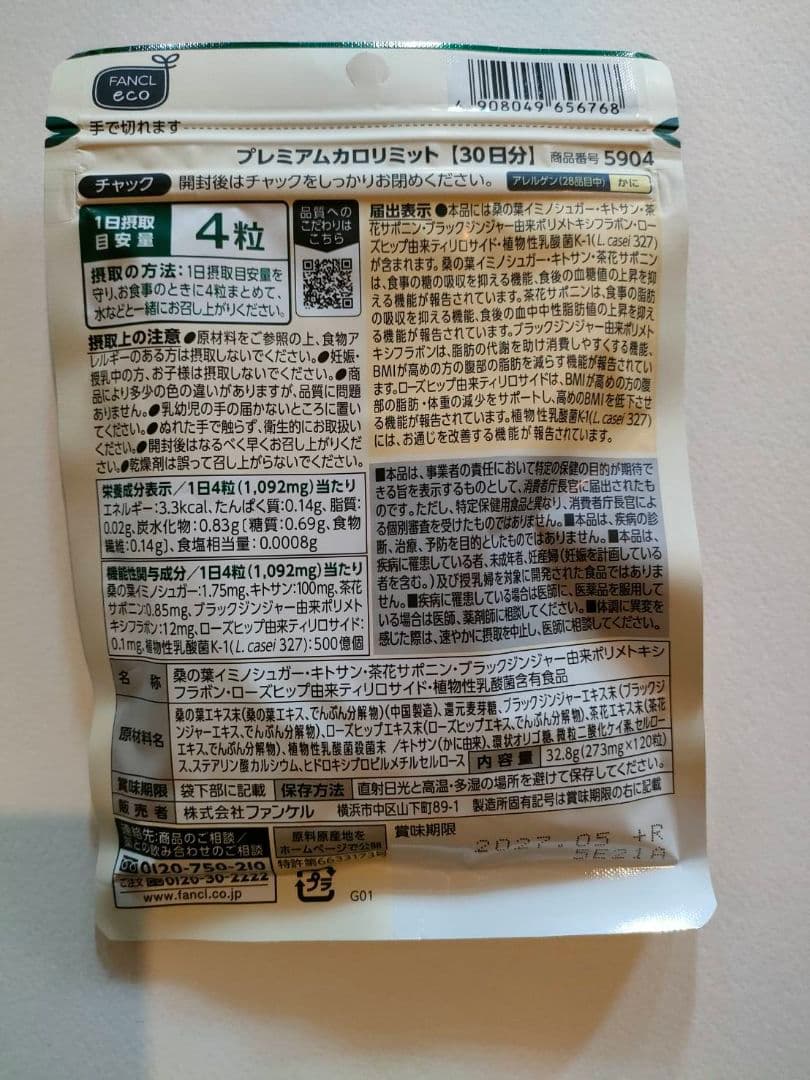 FANCL
eco
4 908049 656768
手で切れます
プレミアムカロリミット【30日分】 商品番号 5904
チャック 開封後はチャックをしっかりお閉めください。 アレルゲン(28品目中) かに
1日摂取
目安量
4粒
摂取の方法:1日摂取目安量を
守り、お食事のときに4粒まとめて、
水などと一緒にお召し上がりください。
品質への
こだわりは
こちら
摂取上の注意 ●原材料をご参照の上、食物ア
レルギーのある方は摂取しないでください。●妊娠・
授乳中の方、お子様は摂取しないでください。●商
品により多少の色の違いがありますが、品質に問題
ありません。●乳幼児の手の届かないところに置い
てください。●ぬれた手で触らず、衛生的にお取扱い
ください。●開封後はなるべく早くお召し上がりくだ
さい。●乾燥剤は誤って召し上がらないでください。
届出表示 ●本品には桑の葉イミノシュガー・キトサン・茶
花サポニン・ブラックジンジャー由来ポリメトキシフラボン・ロー
ズヒップ由来ティリロサイド・植物性乳酸菌K-1(L. casei 327)
が含まれます。桑の葉イミノシュガー・キトサン・茶花サポニン
は、食事の糖の吸収を抑える機能、食後の血糖値の上昇を抑
える機能が報告されています。茶花サポニンは、食事の脂肪
の吸収を抑える機能、食後の血中中性脂肪値の上昇を抑え
る機能が報告されています。ブラックジンジャー由来ポリメト
キシフラボンは、脂肪の代謝を助け消費しやすくする機能、
BMIが高めの方の腹部の脂肪を減らす機能が報告されてい
ます。ローズヒップ由来ティリロサイドは、BMIが高めの方の腹
部の脂肪・体重の減少をサポートし、高めのBMIを低下させ
る機能が報告されています。植物性乳酸菌K-1(L. casei 327)
には、お通じを改善する機能が報告されています。
■本品は、事業者の責任において特定の保健の目的が期待で
きる旨を表示するものとして、消費者庁長官に届出されたも
のです。ただし、特定保健用食品と異なり、消費者庁長官によ
る個別審査を受けたものではありません。■本品は、疾病の診
断、治療、予防を目的としたものではありません。■本品は、
疾病に罹患している者、未成年者、妊産婦(妊娠を計画している
者を含む。)及び授乳婦を対象に開発された食品ではありま
せん。■疾病に罹患している場合は医師に、医薬品を服用して
いる場合は医師、薬剤師に相談してください。■体調に異変を
感じた際は、速やかに摂取を中止し、医師に相談してください。
栄養成分表示/1日4粒(1,092mg)当たり
エネルギー:3.3kcal、たんぱく質:0.14g、脂質:
0.02g、炭水化物:0.83g[糖質:0.69g、食物
繊維:0.14g]、食塩相当量:0.0008g
機能性関与成分/1日4粒(1,092mg)当たり
桑の葉イミノシュガー:1.75mg、キトサン:100mg、茶花
サポニン:0.85mg、ブラックジンジャー由来ポリメト
キシフラボン:12mg、ローズヒップ由来ティリロサイド:
0.1mg、植物性乳酸菌K-1(L. casei 327):500億個
名 称 桑の葉イミノシュガー・キトサン・茶花サポニン・ブラックジンジャー由来ポリメトキシ
フラボン・ローズヒップ由来ティリロサイド・植物性乳酸菌含有食品
原材料名 桑の葉エキス末(桑の葉エキス、でんぷん分解物)(中国製造)、還元麦芽糖、ブラックジンジャーエキス末(ブラックジ
ンジャーエキス、でんぷん分解物)、ローズヒップエキス末(ローズヒップエキス、でんぷん分解物)、茶花エキス末(茶花
エキス、でんぷん分解物)、植物性乳酸菌殺菌末/キトサン(かに由来)、環状オリゴ糖、微粒二酸化ケイ素、セルロー
ス、ステアリン酸カルシウム、ヒドロキシプロピルメチルセルロース
内容量 32.8g(273mg×120粒)
賞味期限 袋下部に記載 保存方法 直射日光と高温・多湿の場所を避けて保存してください。
販売者 株式会社ファンケル 横浜市中区山下町89-1 製造所固有記号は賞味期限の右に記載
連絡先:商品のご相談/
薬との飲み合わせのご相談
0120-750-210
ご注文 0120-30-2222
www.fancl.co.jp
原料原産地を
ホームページで公開
特許第6633173号
プラ
G01
賞味期限
2027.05 +R
5E21A